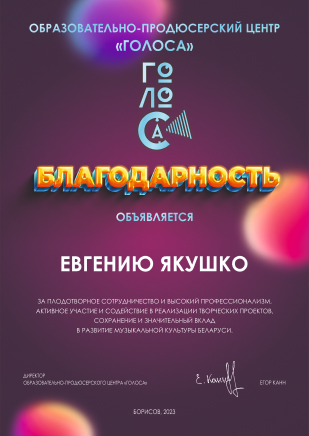 ОБРАЗОВАТЕЛЬНО-ПРОДЮСЕРСКИЙ ЦЕНТР
«ГОЛОСА»
ГО
ЛО
СА
БЛАГОДАРНОСТЬ
ОБЪЯВЛЯЕТСЯ
ЕВГЕНИЮ ЯКУШКО
ЗА ПЛОДОТВОРНОЕ СОТРУДНИЧЕСТВО И ВЫСОКИЙ ПРОФЕССИОНАЛИЗМ,
АКТИВНОЕ УЧАСТИЕ И СОДЕЙСТВИЕ В РЕАЛИЗАЦИИ ТВОРЧЕСКИХ ПРОЕКТОВ,
СОХРАНЕНИЕ И ЗНАЧИТЕЛЬНЫЙ ВКЛАД
В РАЗВИТИЕ МУЗЫКАЛЬНОЙ КУЛЬТУРЫ БЕЛАРУСИ.
ДИРЕКТОР
ОБРАЗОВАТЕЛЬНО-ПРОДЮСЕРСКОГО ЦЕНТРА «ГОЛОСА»
ЕГОР КАНН
БОРИСОВ, 2023